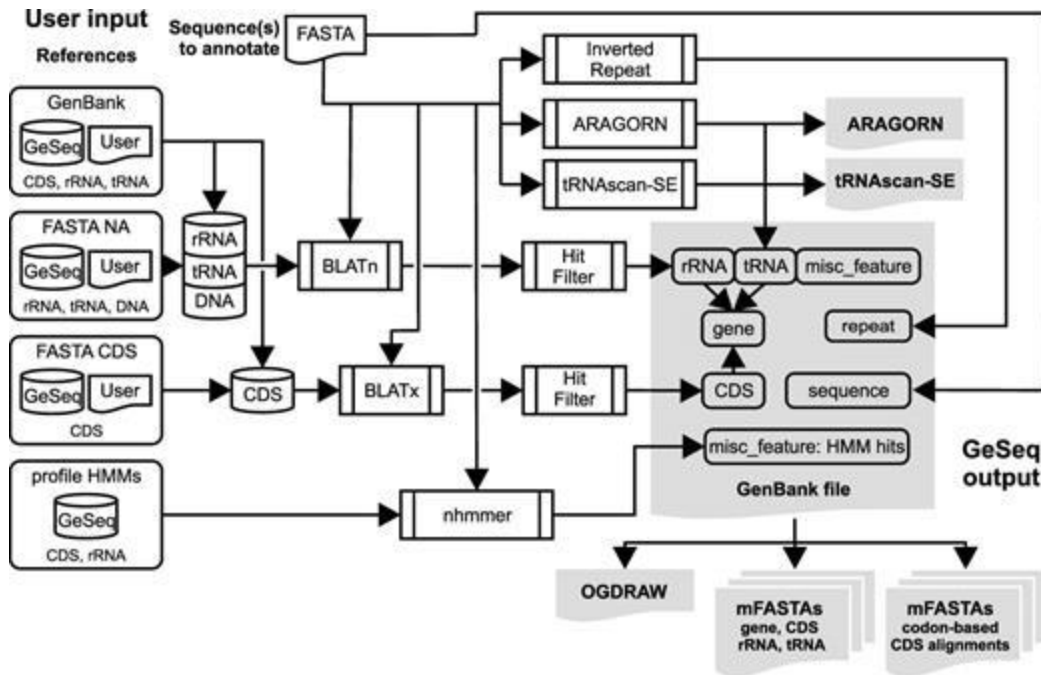 User input
References
Sequence(s)
to annotate
FASTA
GenBank
GeSeq
User
CDS, rRNA, tRNA
FASTA NA
GeSeq
User
rRNA, tRNA, DNA
FASTA CDS
GeSeq
User
CDS
profile HMMs
GeSeq
CDS, rRNA
rRNA
tRNA
DNA
CDS
BLATn
BLATx
nhmmer
Inverted
Repeat
ARAGORN
tRNAscan-SE
Hit
Filter
Hit
Filter
ARAGORN
tRNAscan-SE
rRNA
tRNA
misc_feature
gene
repeat
CDS
sequence
misc_feature: HMM hits
GenBank file
GeSeq
output
OGDRAW
mFASTAs
gene, CDS
rRNA, tRNA
mFASTAs
codon-based
CDS alignments